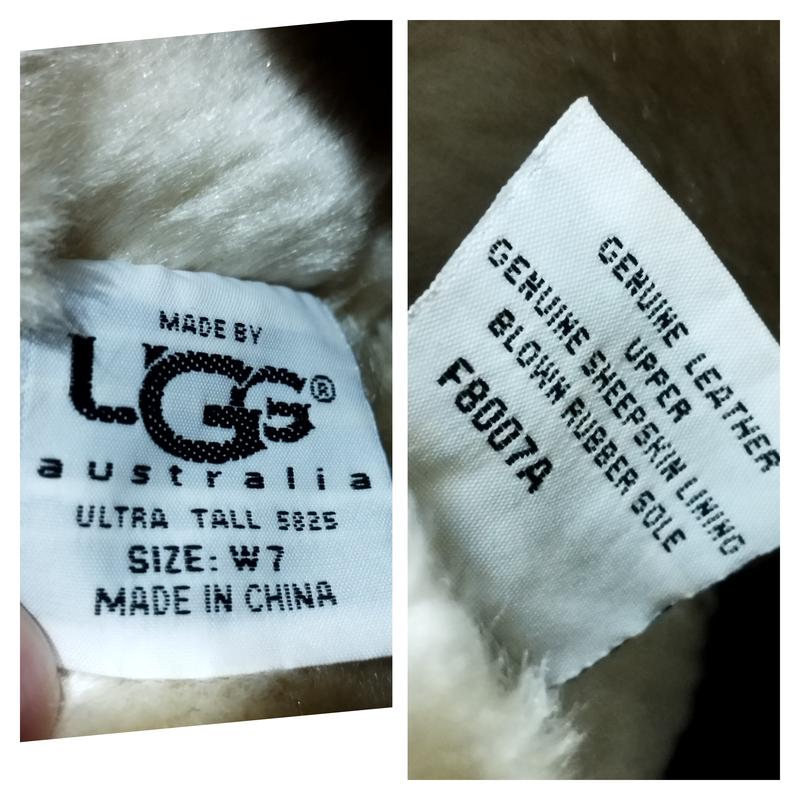 MADE BY
UGG®
australia
ULTRA TALL 5825
SIZE: W7
MADE IN CHINA
GENUINE LEATHER
UPPER
GENUINE SHEEPSKIN LINING
BLOWN RUBBER SOLE
F8007A